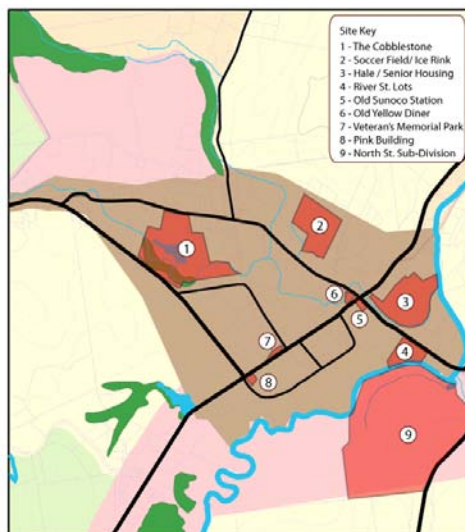 Site Key
1 - The Cobblestone
2 - Soccer Field/ Ice Rink
3 - Hale / Senior Housing
4 - River St. Lots
5 - Old Sunoco Station
6 - Old Yellow Diner
7 - Veteran's Memorial Park
8 - Pink Building
9 - North St. Sub-Division
2
1
6
3
5
7
4
8
9